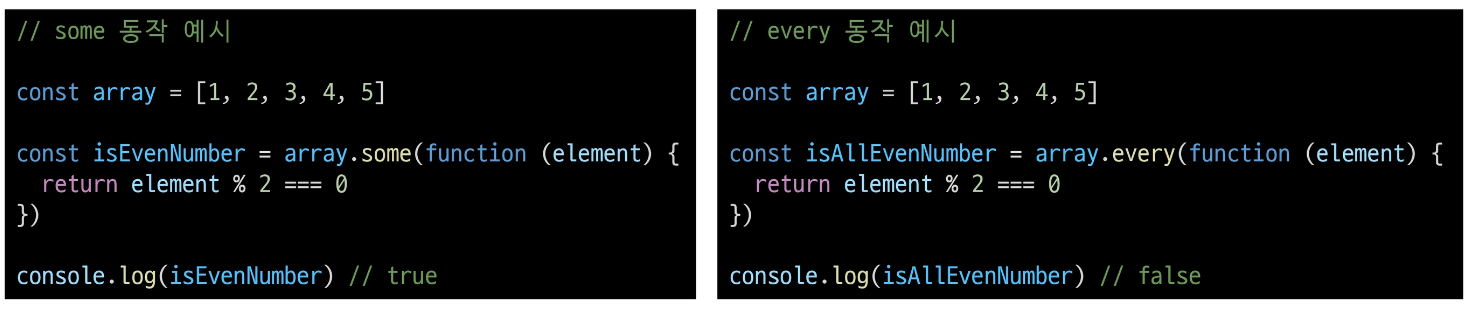 // some 동작 예시
const array = [1, 2, 3, 4, 5]
const isEvenNumber = array.some(function (element) {
  return element % 2 === 0
})
console.log(isEvenNumber) // true
// every 동작 예시
const array = [1, 2, 3, 4, 5]
const isAllEvenNumber = array.every(function (element) {
  return element % 2 === 0
})
console.log(isAllEvenNumber) // false